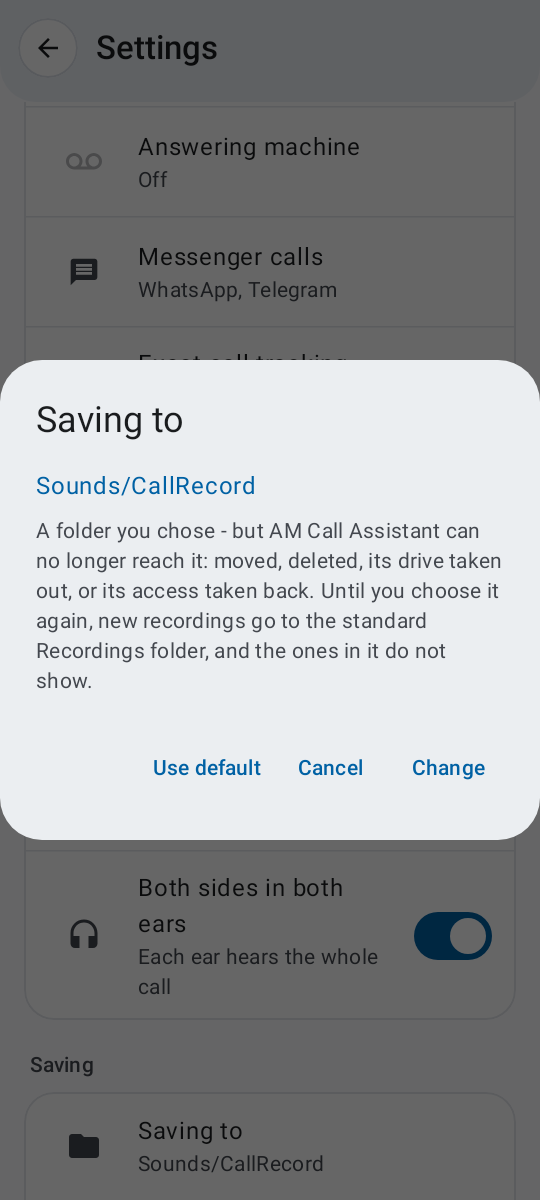 Settings
Answering machine
Off
Messenger calls
WhatsApp, Telegram
Event call tracking
Saving to
Sounds/CallRecord
A folder you chose - but AM Call Assistant can
no longer reach it: moved, deleted, its drive taken
out, or its access taken back. Until you choose it
again, new recordings go to the standard
Recordings folder, and the ones in it do not
show.
Use default
Cancel
Change
Both sides in both
ears
Each ear hears the whole
call
Saving
Saving to
Sounds/CallRecord